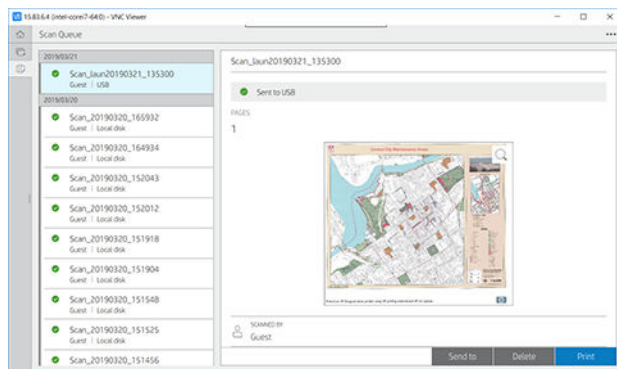 15.83.6.4 (intel-corei7-64:0) - VNC Viewer
Scan Queue
2019/03/21
Scan_laun20190321_135300
Guest | USB
2019/03/20
Scan_20190320_165932
Guest | Local disk
Scan_20190320_164934
Guest | Local disk
Scan_20190320_152043
Guest | Local disk
Scan_20190320_152012
Guest | Local disk
Scan_20190320_151918
Guest | Local disk
Scan_20190320_151904
Guest | Local disk
Scan_20190320_151548
Guest | Local disk
Scan_20190320_151525
Guest | Local disk
Scan_20190320_151456
Scan_laun20190321_135300
Sent to USB
PAGES
1
SCANNED BY
Guest
Send to
Delete
Print